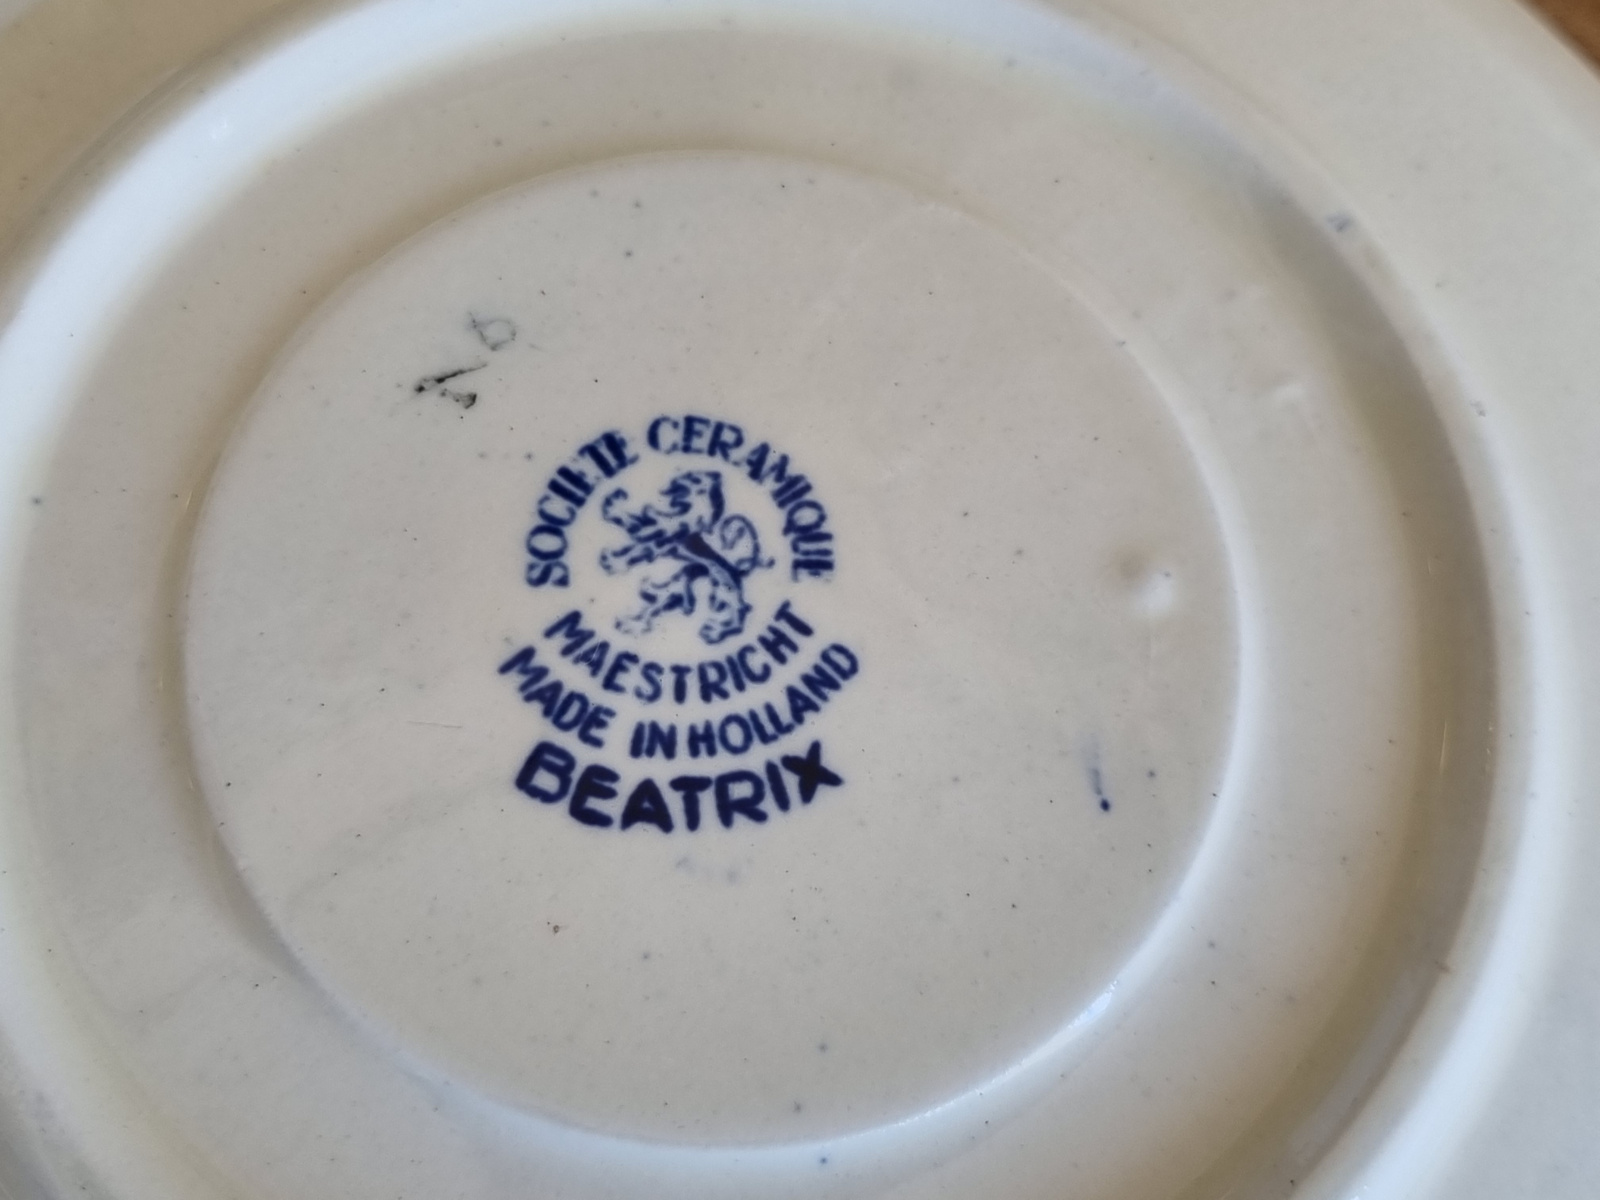 SOCIETE CERAMIQUE
MAESTRICHT
MADE IN HOLLAND
BEATRIX